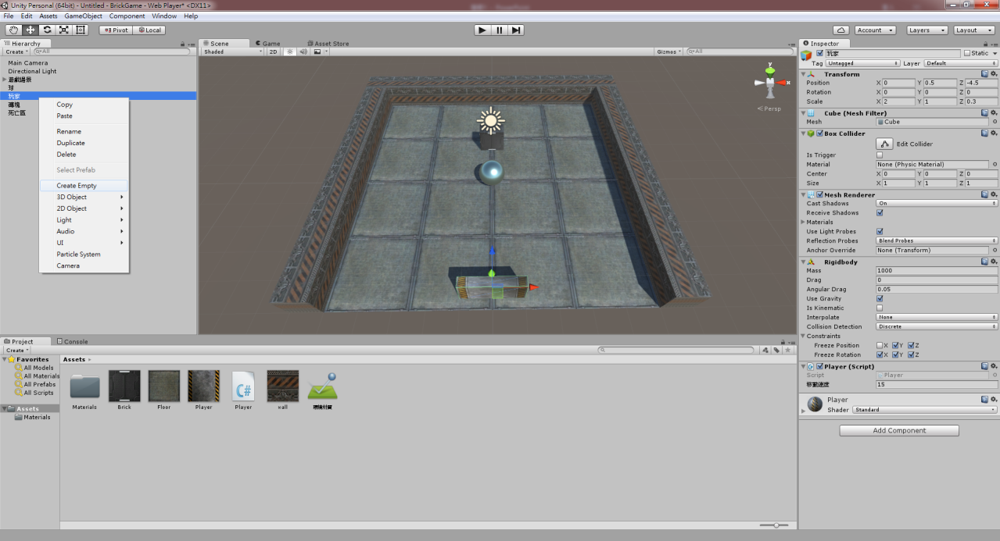 Unity Personal (64bit) - Untitled - BrickGame - Web Player* <DX11>
File Edit Assets GameObject Component Window Help
Pivot Local Account Layers Layout
Hierarchy
Create All
Main Camera
Directional Light
遊戲場景
球
玩家
磚塊
死亡區
Copy
Paste
Rename
Duplicate
Delete
Select Prefab
Create Empty
3D Object
2D Object
Light
Audio
UI
Particle System
Camera
Scene Game Asset Store
Shaded 2D Gizmos All
y
x
Persp
Inspector
玩家 Static
Tag Untagged Layer Default
Transform
Position X 0 Y 0.5 Z -4.5
Rotation X 0 Y 0 Z 0
Scale X 2 Y 1 Z 0.3
Cube (Mesh Filter)
Mesh Cube
Box Collider
Edit Collider
Is Trigger
Material None (Physic Material)
Center X 0 Y 0 Z 0
Size X 1 Y 1 Z 1
Mesh Renderer
Cast Shadows On
Receive Shadows
Materials
Use Light Probes
Reflection Probes Blend Probes
Anchor Override None (Transform)
Rigidbody
Mass 1000
Drag 0
Angular Drag 0.05
Use Gravity
Is Kinematic
Interpolate None
Collision Detection Discrete
Constraints
Freeze Position X Y Z
Freeze Rotation X Y Z
Player (Script)
Script Player
移動速度 15
Player
Shader Standard
Add Component
Project Console
Create
Favorites
All Models
All Materials
All Prefabs
All Scripts
Assets
Materials
Assets
C#
Materials Brick Floor Player Player wall 環境材質